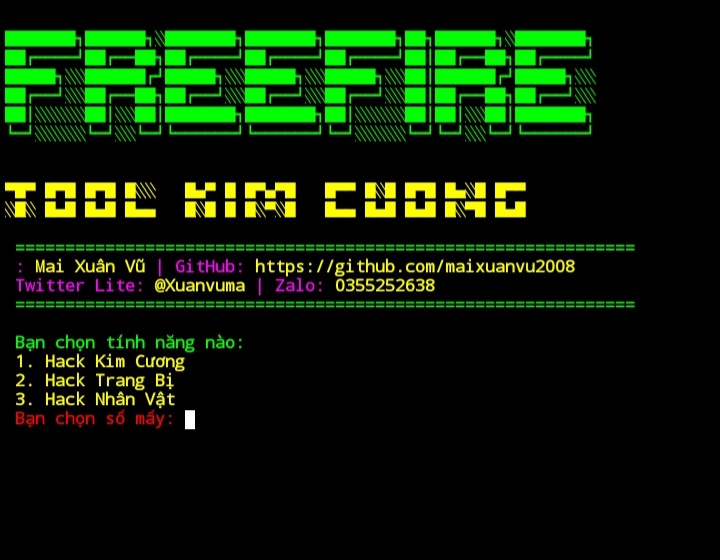 FREEFIRE
TOOL KIM CUONG
==============================================================
: Mai Xuân Vũ | GitHub: https://github.com/maixuanvu2008
Twitter Lite: @Xuanvuma | Zalo: 0355252638
==============================================================
Bạn chọn tính năng nào:
1. Hack Kim Cương
2. Hack Trang Bị
3. Hack Nhân Vật
Bạn chọn số mấy: